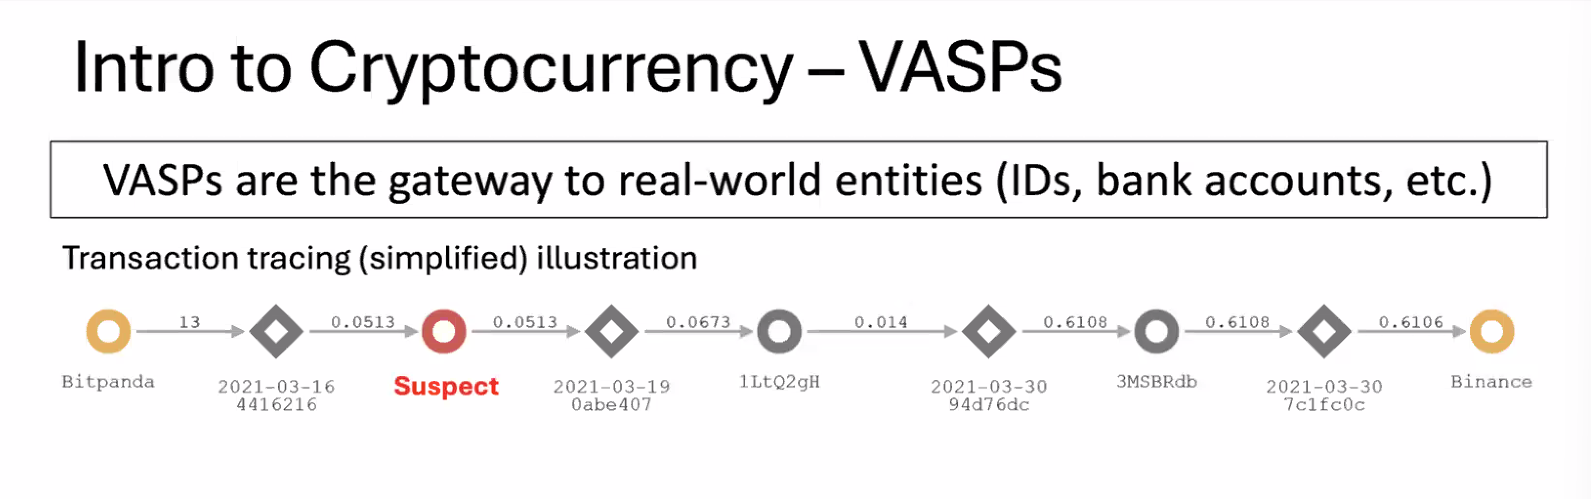 Intro to Cryptocurrency – VASPs
VASPs are the gateway to real-world entities (IDs, bank accounts, etc.)
Transaction tracing (simplified) illustration
13 0.0513 0.0513 0.0673 0.014 0.6108 0.6108 0.6106
Bitpanda 2021-03-16 Suspect 2021-03-19 1LtQ2gH 2021-03-30 3MSBRdb 2021-03-30 Binance
4416216 0abe407 94d76dc 7c1fc0c